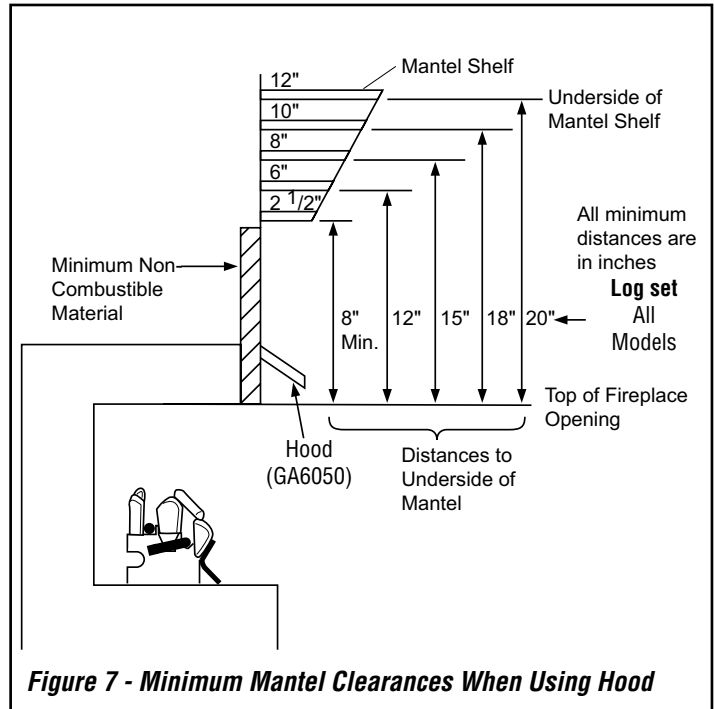 12"
Mantel Shelf
10"
Underside of
Mantel Shelf
8"
6"
2 1/2"
All minimum
distances are
in inches
Log set
All
Models
Minimum Non-
Combustible
Material
8"
Min.
12"
15"
18"
20"
Top of Fireplace
Opening
Hood
(GA6050)
Distances to
Underside of
Mantel
Figure 7 - Minimum Mantel Clearances When Using Hood